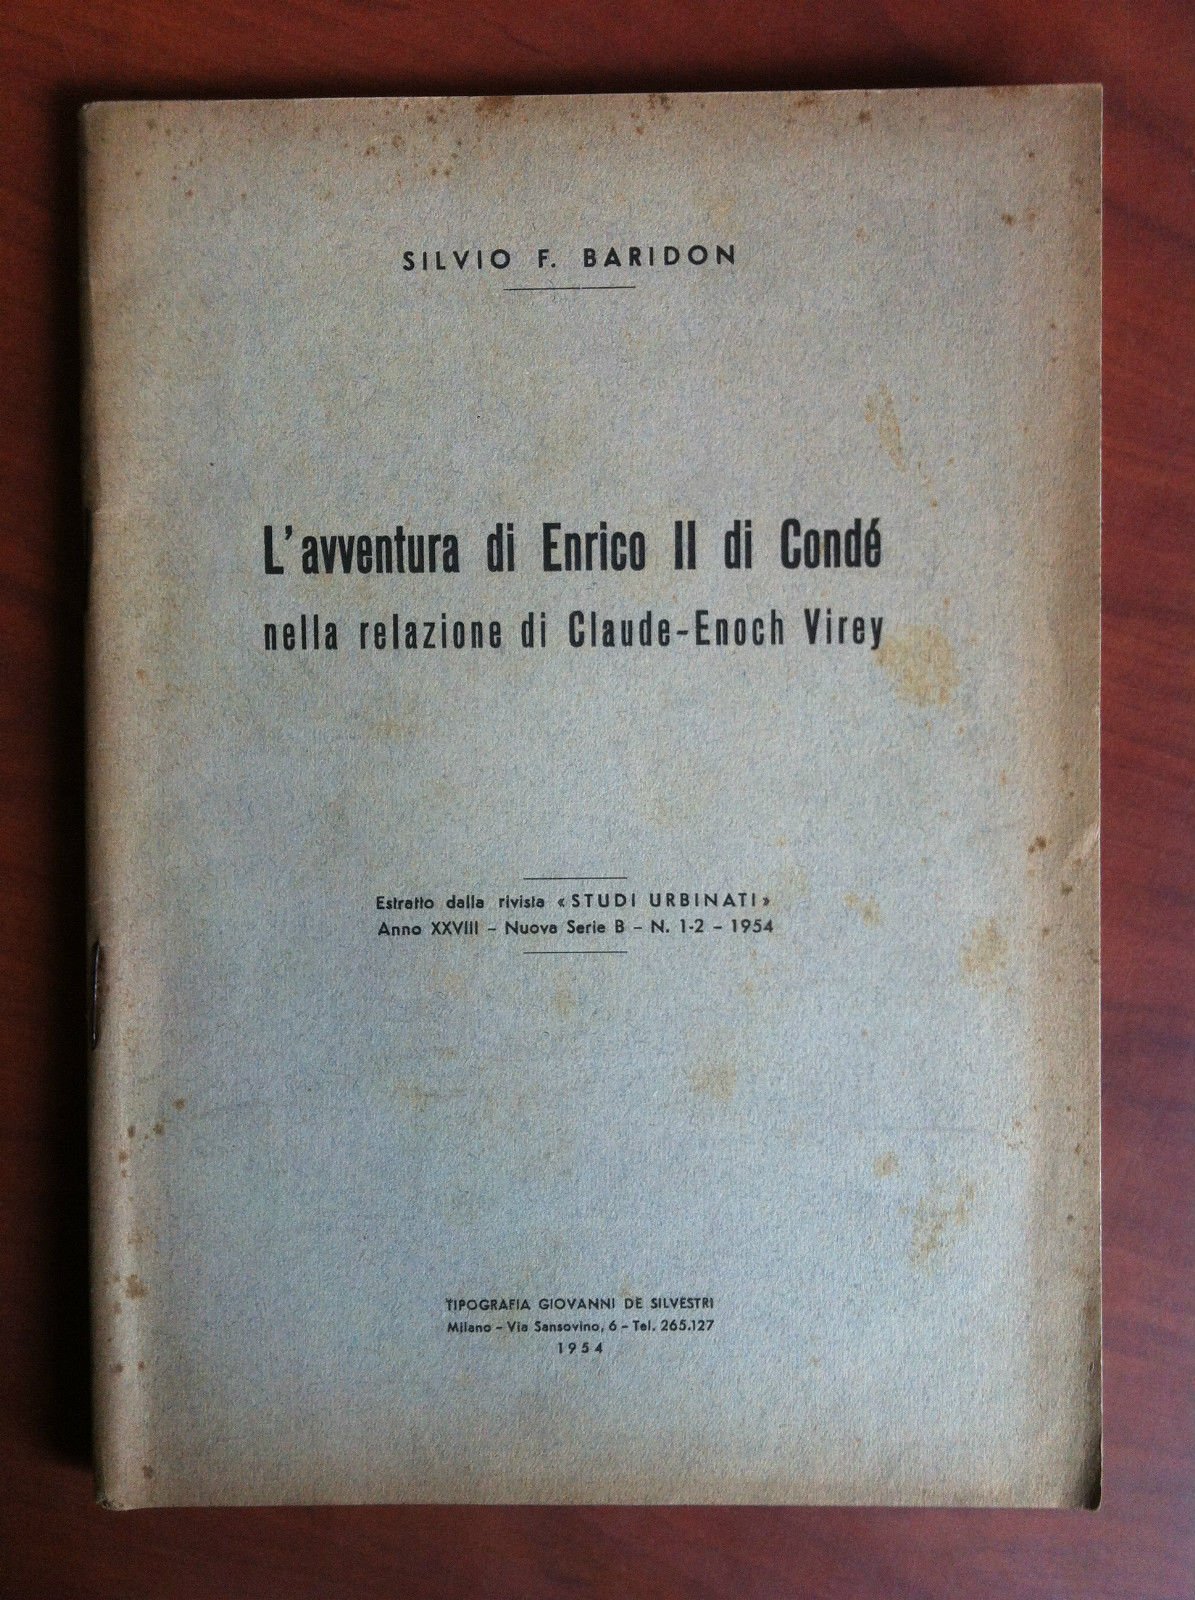 SILVIO F. BARIDON
L'avventura di Enrico II di Condé
nella relazione di Claude-Enoch Virey
Estratto dalla rivista « STUDI URBINATI »
Anno XXVIII - Nuova Serie B - N. 1-2 - 1954
TIPOGRAFIA GIOVANNI DE SILVESTRI
Milano - Via Sansovino, 6 - Tel. 265.127
1954